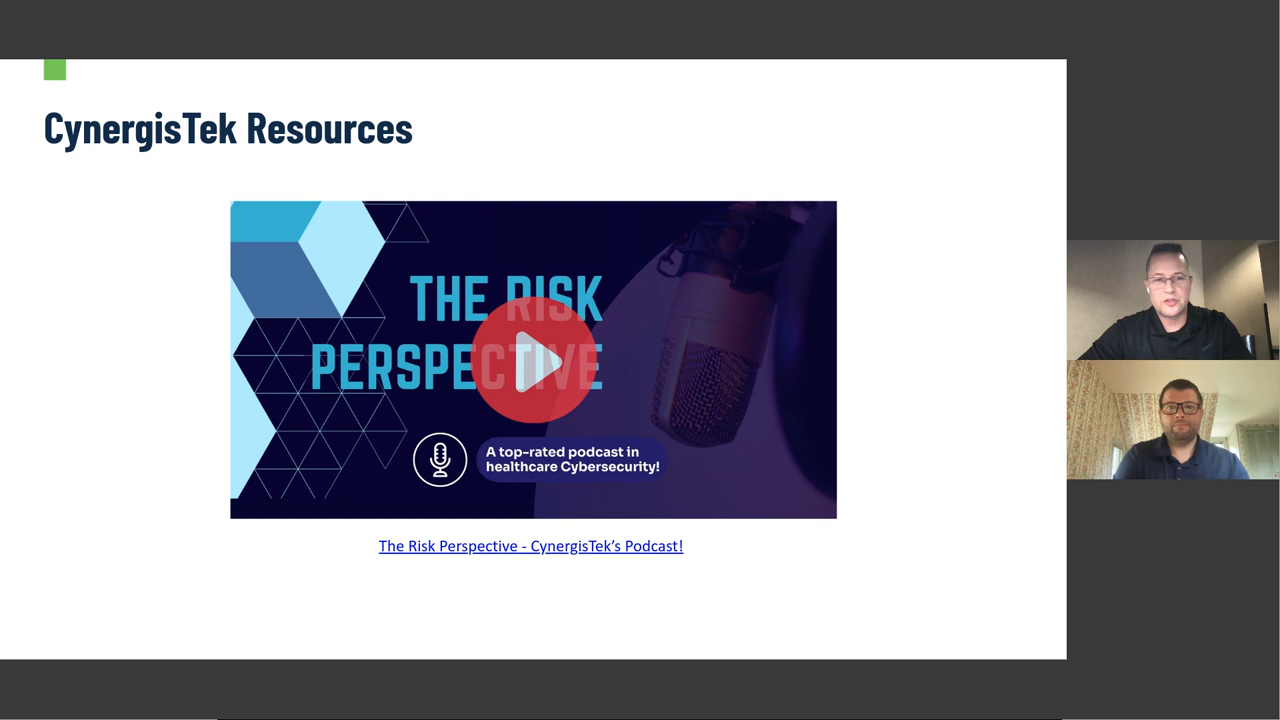 CynergisTek Resources
THE RISK
PERSPECTIVE
A top-rated podcast in
healthcare Cybersecurity!
The Risk Perspective - CynergisTek’s Podcast!